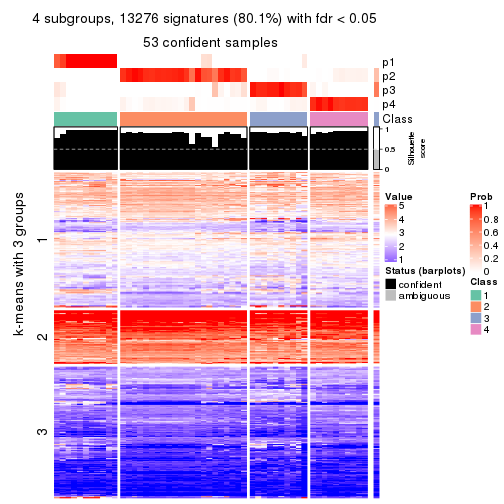 4 subgroups, 13276 signatures (80.1%) with fdr < 0.05
53 confident samples
p1
p2
p3
p4
Class
1
0.5
0
Silhouette
score
k-means with 3 groups
1
2
3
Value
5
4
3
2
1
Status (barplots)
confident
ambiguous
Prob
1
0.8
0.6
0.4
0.2
0
Class
1
2
3
4